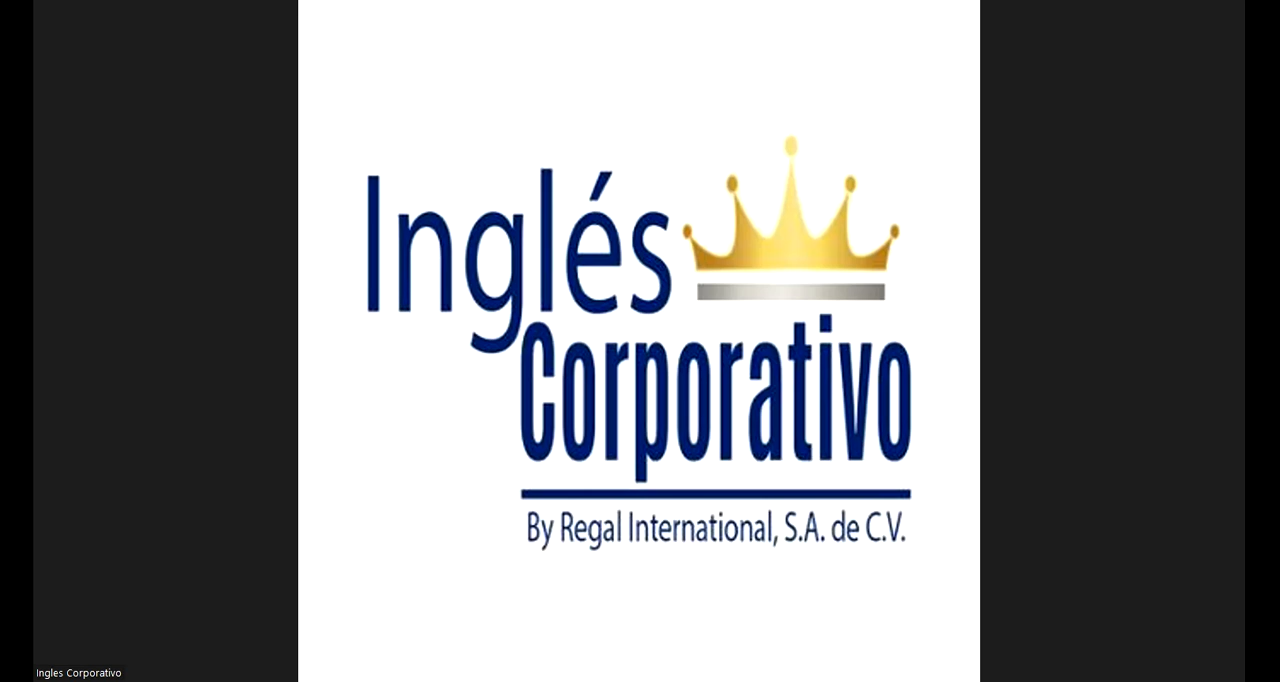 Inglés
Corporativo
By Regal International, S.A. de C.V.
Ingles Corporativo